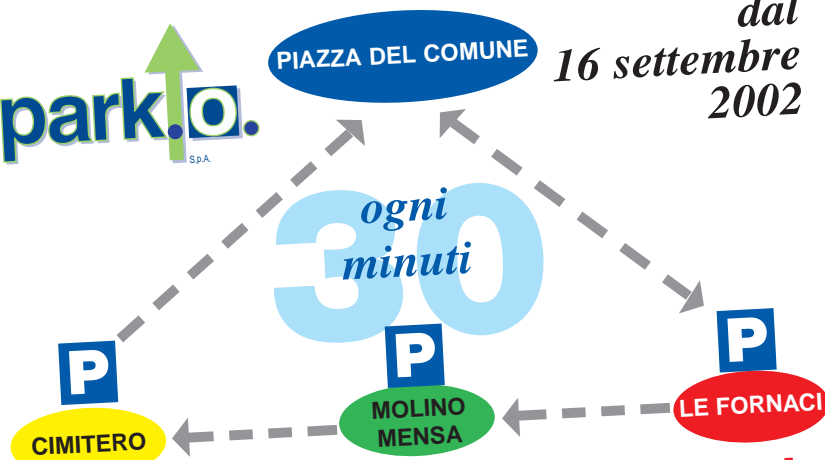 dal
16 settembre
2002
PIAZZA DEL COMUNE
park.o.
S.p.A.
ogni
30
minuti
P
P
P
CIMITERO
MOLINO
MENSA
LE FORNACI